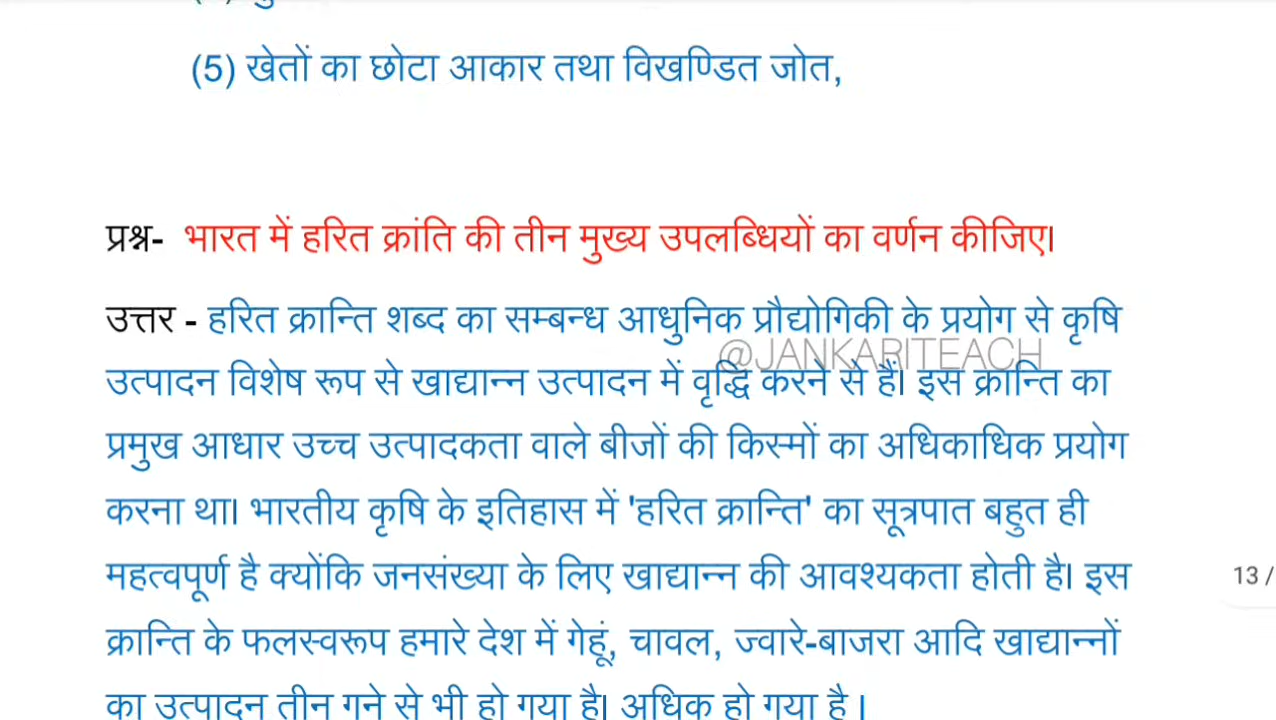 (5) खेतों का छोटा आकार तथा विखण्डित जोत,
प्रश्न- भारत में हरित क्रांति की तीन मुख्य उपलब्धियों का वर्णन कीजिए।
उत्तर - हरित क्रान्ति शब्द का सम्बन्ध आधुनिक प्रौद्योगिकी के प्रयोग से कृषि
@JANKARITEACH
उत्पादन विशेष रूप से खाद्यान्न उत्पादन में वृद्धि करने से हैं। इस क्रान्ति का
प्रमुख आधार उच्च उत्पादकता वाले बीजों की किस्मों का अधिकाधिक प्रयोग
करना था। भारतीय कृषि के इतिहास में 'हरित क्रान्ति' का सूत्रपात बहुत ही
महत्वपूर्ण है क्योंकि जनसंख्या के लिए खाद्यान्न की आवश्यकता होती है। इस
13 /
क्रान्ति के फलस्वरूप हमारे देश में गेहूं, चावल, ज्वारे-बाजरा आदि खाद्यान्नों
का उत्पादन तीन गने से भी हो गया है। अधिक हो गया है ।